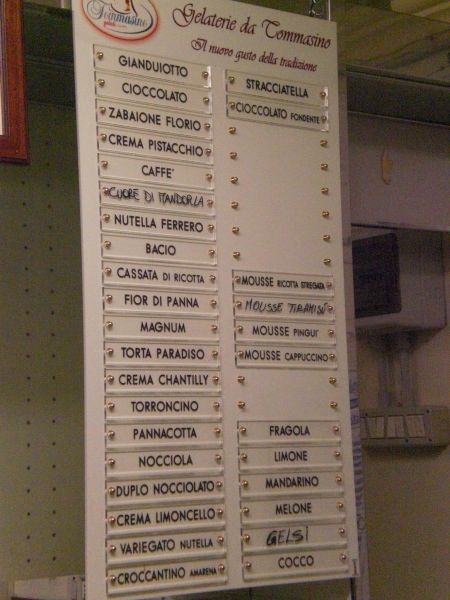 Tommasino
Gelaterie da Tommasino
Il nuovo gusto della tradizione
GIANDUIOTTO
CIOCCOLATO
ZABAIONE FLORIO
CREMA PISTACCHIO
CAFFE'
CUORE DI MANDORLA
NUTELLA FERRERO
BACIO
CASSATA DI RICOTTA
FIOR DI PANNA
MAGNUM
TORTA PARADISO
CREMA CHANTILLY
TORRONCINO
PANNACOTTA
NOCCIOLA
DUPLO NOCCIOLATO
CREMA LIMONCELLO
VARIEGATO NUTELLA
CROCCANTINO AMARENA
STRACCIATELLA
CIOCCOLATO FONDENTE
MOUSSE RICOTTA STREGATA
MOUSSE TIRAMISÙ
MOUSSE PINGUI'
MOUSSE CAPPUCCINO
FRAGOLA
LIMONE
MANDARINO
MELONE
GELSI
COCCO